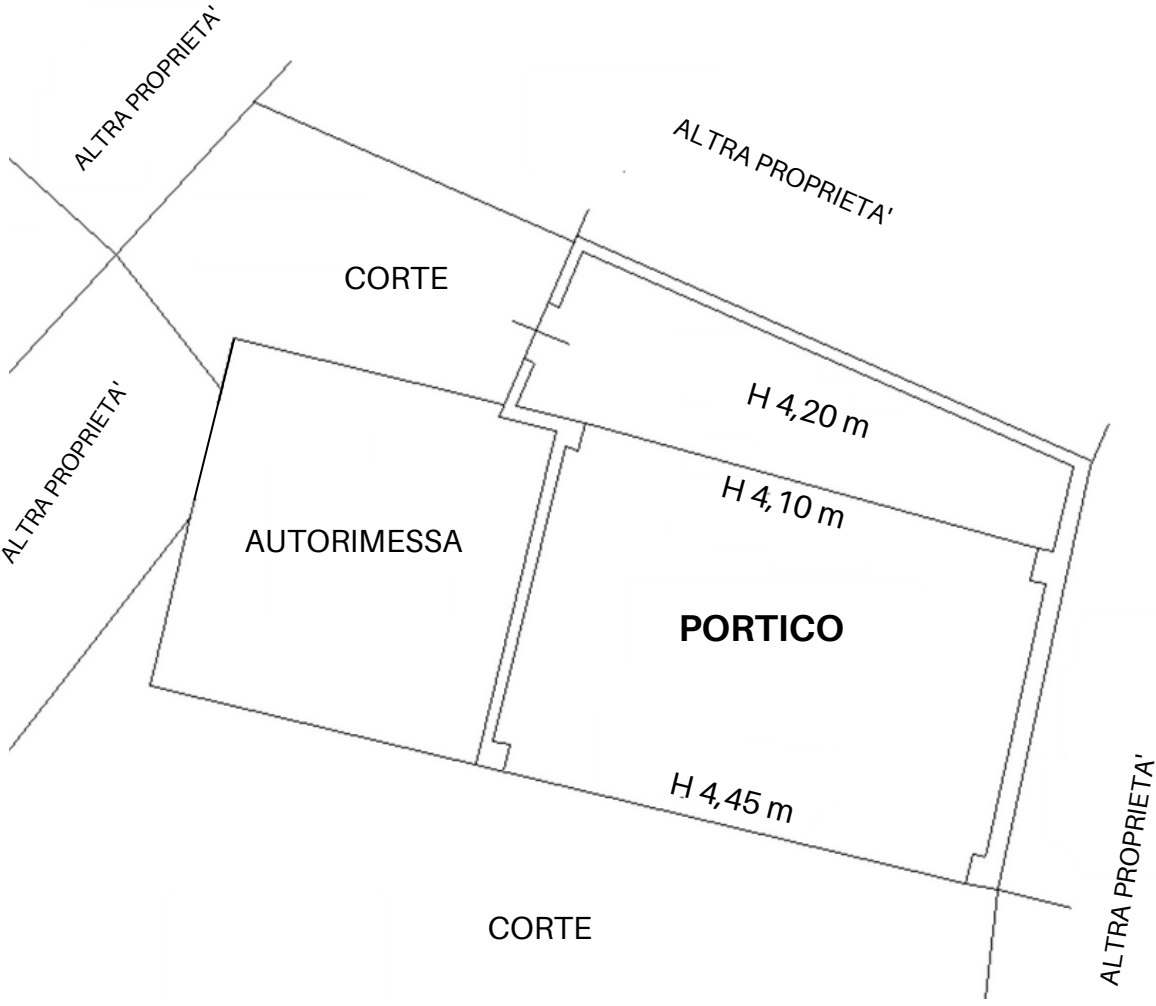 ALTRA PROPRIETA'
ALTRA PROPRIETA'
CORTE
ALTRA PROPRIETA'
H 4,20 m
H 4,10 m
AUTORIMESSA
PORTICO
H 4,45 m
ALTRA PROPRIETA'
CORTE